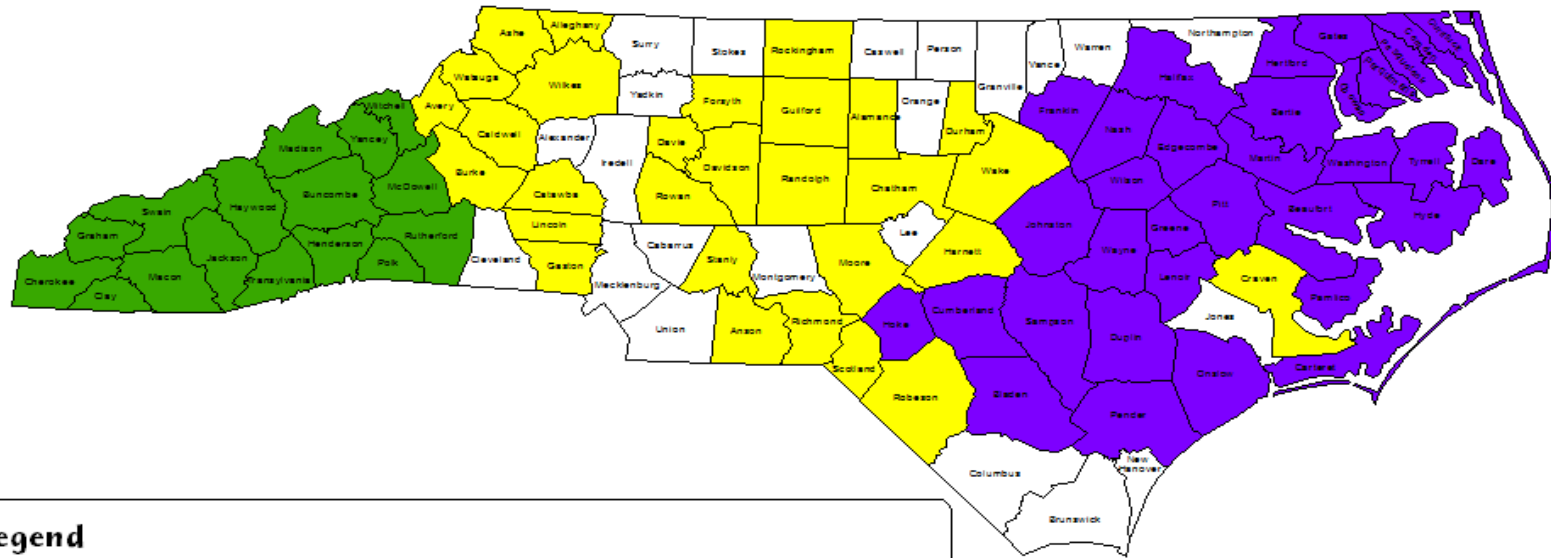 Ashe
Alleghany
Surry
Stokes
Rockingham
Caswell
Person
Granville
Vance
Warren
Northampton
Halifax
Hertford
Gates
Currituck
Camden
Pasquotank
Perquimans
Chowan
Bertie
Watauga
Wilkes
Yadkin
Forsyth
Guilford
Alamance
Orange
Durham
Franklin
Nash
Edgecombe
Martin
Washington
Tyrrell
Dare
Mitchell
Avery
Yancey
Caldwell
Alexander
Iredell
Davie
Davidson
Randolph
Chatham
Wake
Wilson
Madison
Buncombe
McDowell
Burke
Catawba
Rowan
Johnston
Greene
Pitt
Beaufort
Hyde
Swain
Haywood
Graham
Jackson
Henderson
Rutherford
Polk
Cleveland
Lincoln
Gaston
Cabarrus
Stanly
Montgomery
Moore
Lee
Harnett
Wayne
Lenoir
Craven
Pamlico
Cherokee
Clay
Macon
Transylvania
Mecklenburg
Union
Anson
Richmond
Scotland
Hoke
Cumberland
Sampson
Duplin
Jones
Onslow
Carteret
Robeson
Bladen
Pender
Columbus
New
Hanover
Brunswick
egend